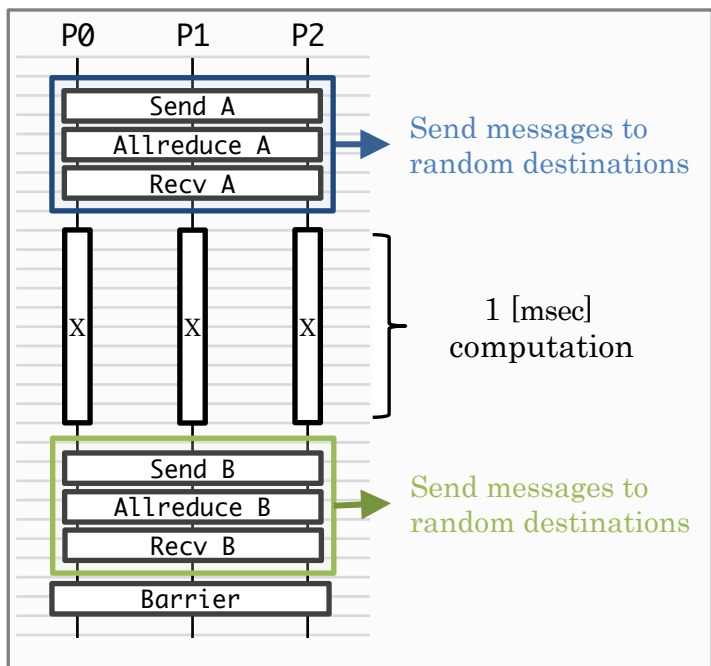 P0 P1 P2
Send A
Allreduce A
Recv A
Send messages to
random destinations
X X X
1 [msec]
computation
Send B
Allreduce B
Recv B
Send messages to
random destinations
Barrier